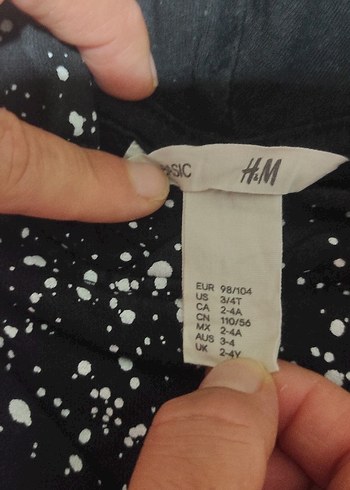 SIC H&M
EUR 98/104
US 3/4T
CA 2-4A
CN 110/56
MX 2-4A
AUS 3-4
UK 2-4Y